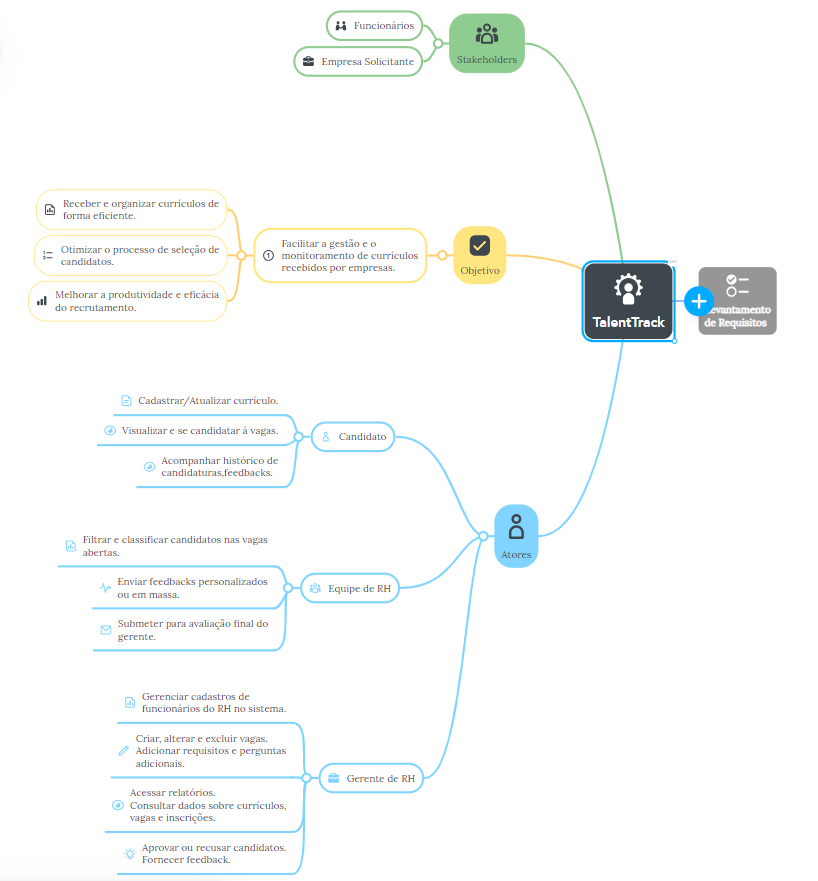 Funcionários
Empresa Solicitante
Stakeholders
Receber e organizar currículos de
forma eficiente.
Otimizar o processo de seleção de
candidatos.
Melhorar a produtividade e eficácia
do recrutamento.
Facilitar a gestão e o
monitoramento de currículos
recebidos por empresas.
Objetivo
TalentTrack
de Requisitos
Cadastrar/Atualizar currículo.
Visualizar e se candidatar á vagas.
Acompanhar histórico de
candidaturas,feedbacks.
Candidato
Atores
Filtrar e classificar candidatos nas vagas
abertas.
Enviar feedbacks personalizados
ou em massa.
Submeter para avaliação final do
gerente.
Equipe de RH
Gerenciar cadastros de
funcionários do RH no sistema.
Criar, alterar e excluir vagas.
Adicionar requisitos e perguntas
adicionais.
Acessar relatórios.
Consultar dados sobre currículos,
vagas e inscrições.
Aprovar ou recusar candidatos.
Fornecer feedback.
Gerente de RH